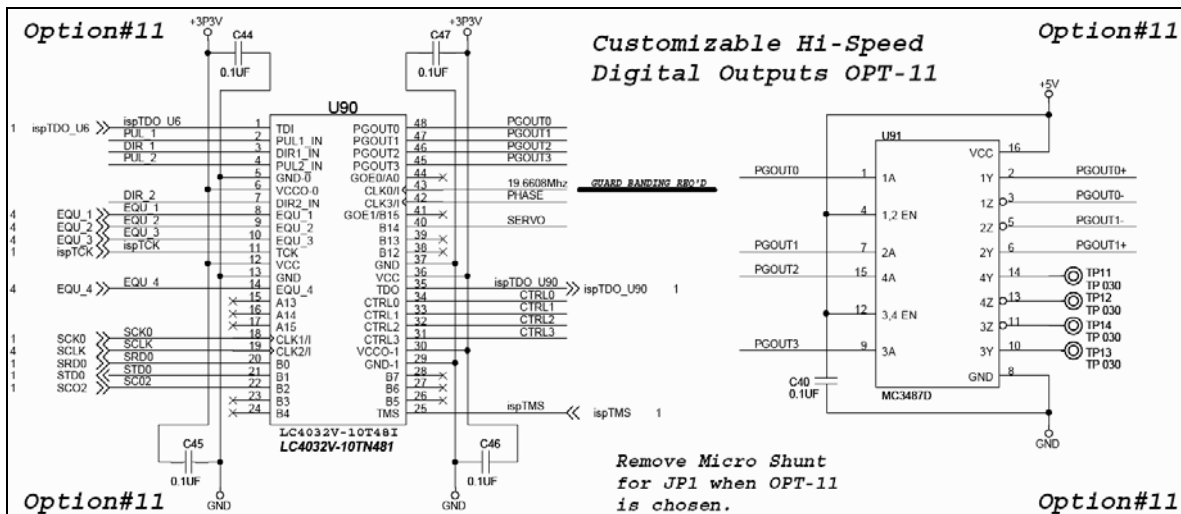 Option#11
+3P3V
C44
0.1UF
+3P3V
C47
0.1UF
Customizable Hi-Speed
Digital Outputs OPT-11
Option#11
U90
1 ispTDO_U6 ispTDO_U6 1 TDI
PUL_1 2 PUL1_IN
DIR_1 3 DIR1_IN
PUL_2 4 PUL2_IN
5 GND-0
6 VCCO-0
DIR_2 7 DIR2_IN
4 EQU_1 EQU_1 8 EQU_1
4 EQU_2 EQU_2 9 EQU_2
4 EQU_3 EQU_3 10 EQU_3
1 ispTCK ispTCK 11 TCK
12 VCC
13 GND
4 EQU_4 EQU_4 14 EQU_4
15 A13
16 A14
17 A15
1 SCK0 SCK0 18 CLK1/I
4 SCLK SCLK 19 CLK2/I
1 SRD0 SRD0 20 B0
1 STD0 STD0 21 B1
1 SCO2 SC02 22 B2
23 B3
24 B4
PGOUT0 48 PGOUT0
PGOUT1 47 PGOUT1
PGOUT2 46 PGOUT2
PGOUT3 45 PGOUT3
GOE0/A0 44
CLK0/I 43 19.6608Mhz GUARD BANDING REQ'D
CLK3/I 42 PHASE
GOE1/B15 41
B14 40 SERVO
B13 39
B12 38
GND 37
VCC 36
TDO 35 ispTDO_U90 ispTDO_U90 1
CTRL0 34 CTRL0
CTRL1 33 CTRL1
CTRL2 32 CTRL2
CTRL3 31 CTRL3
VCCO-1 30
GND-1 29
B7 28
B6 27
B5 26
TMS 25 ispTMS ispTMS 1
LC4032V-10T48I
LC4032V-10TN481
C45
0.1UF
GND
C46
0.1UF
GND
+5V
U91
VCC 16
PGOUT0 1 1A
1Y 2 PGOUT0+
1Z 3 PGOUT0-
4 1,2 EN
2Z 5 PGOUT1-
PGOUT1 7 2A
2Y 6 PGOUT1+
PGOUT2 15 4A
4Y 14 TP11
TP 030
4Z 13 TP12
TP 030
12 3,4 EN
3Z 11 TP14
TP 030
PGOUT3 9 3A
3Y 10 TP13
TP 030
GND 8
C40
0.1UF
MC3487D
GND
Remove Micro Shunt
for JP1 when OPT-11
is chosen.
Option#11
Option#11